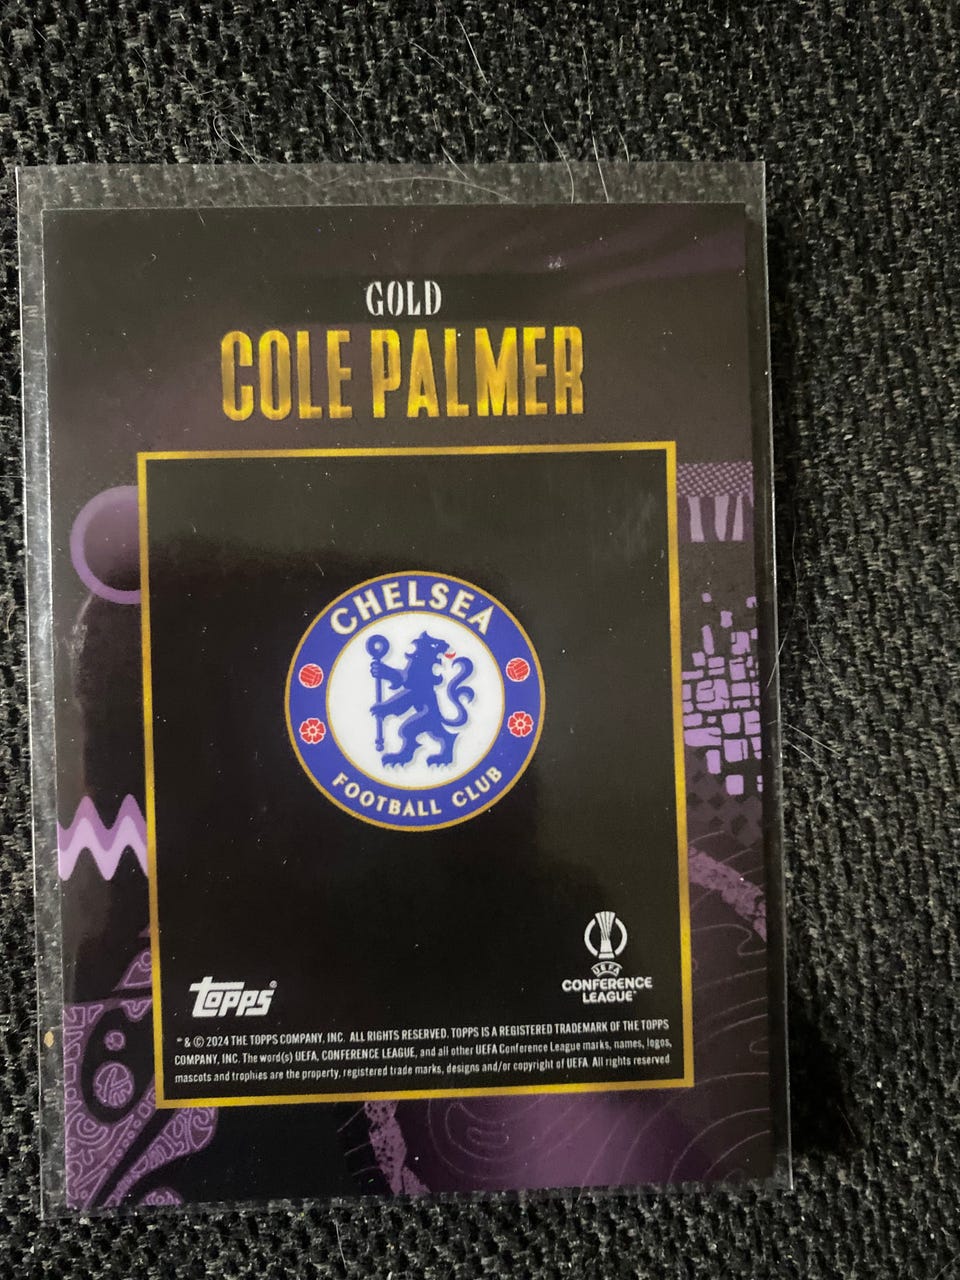 GOLD
COLE PALMER
CHELSEA
FOOTBALL CLUB
UEFA
CONFERENCE
LEAGUE™
topps®
™ & © 2024 THE TOPPS COMPANY, INC. ALL RIGHTS RESERVED. TOPPS IS A REGISTERED TRADEMARK OF THE TOPPS
COMPANY, INC. The word(s) UEFA, CONFERENCE LEAGUE, and all other UEFA Conference League marks, names, logos,
mascots and trophies are the property, registered trade marks, designs and/or copyright of UEFA. All rights reserved